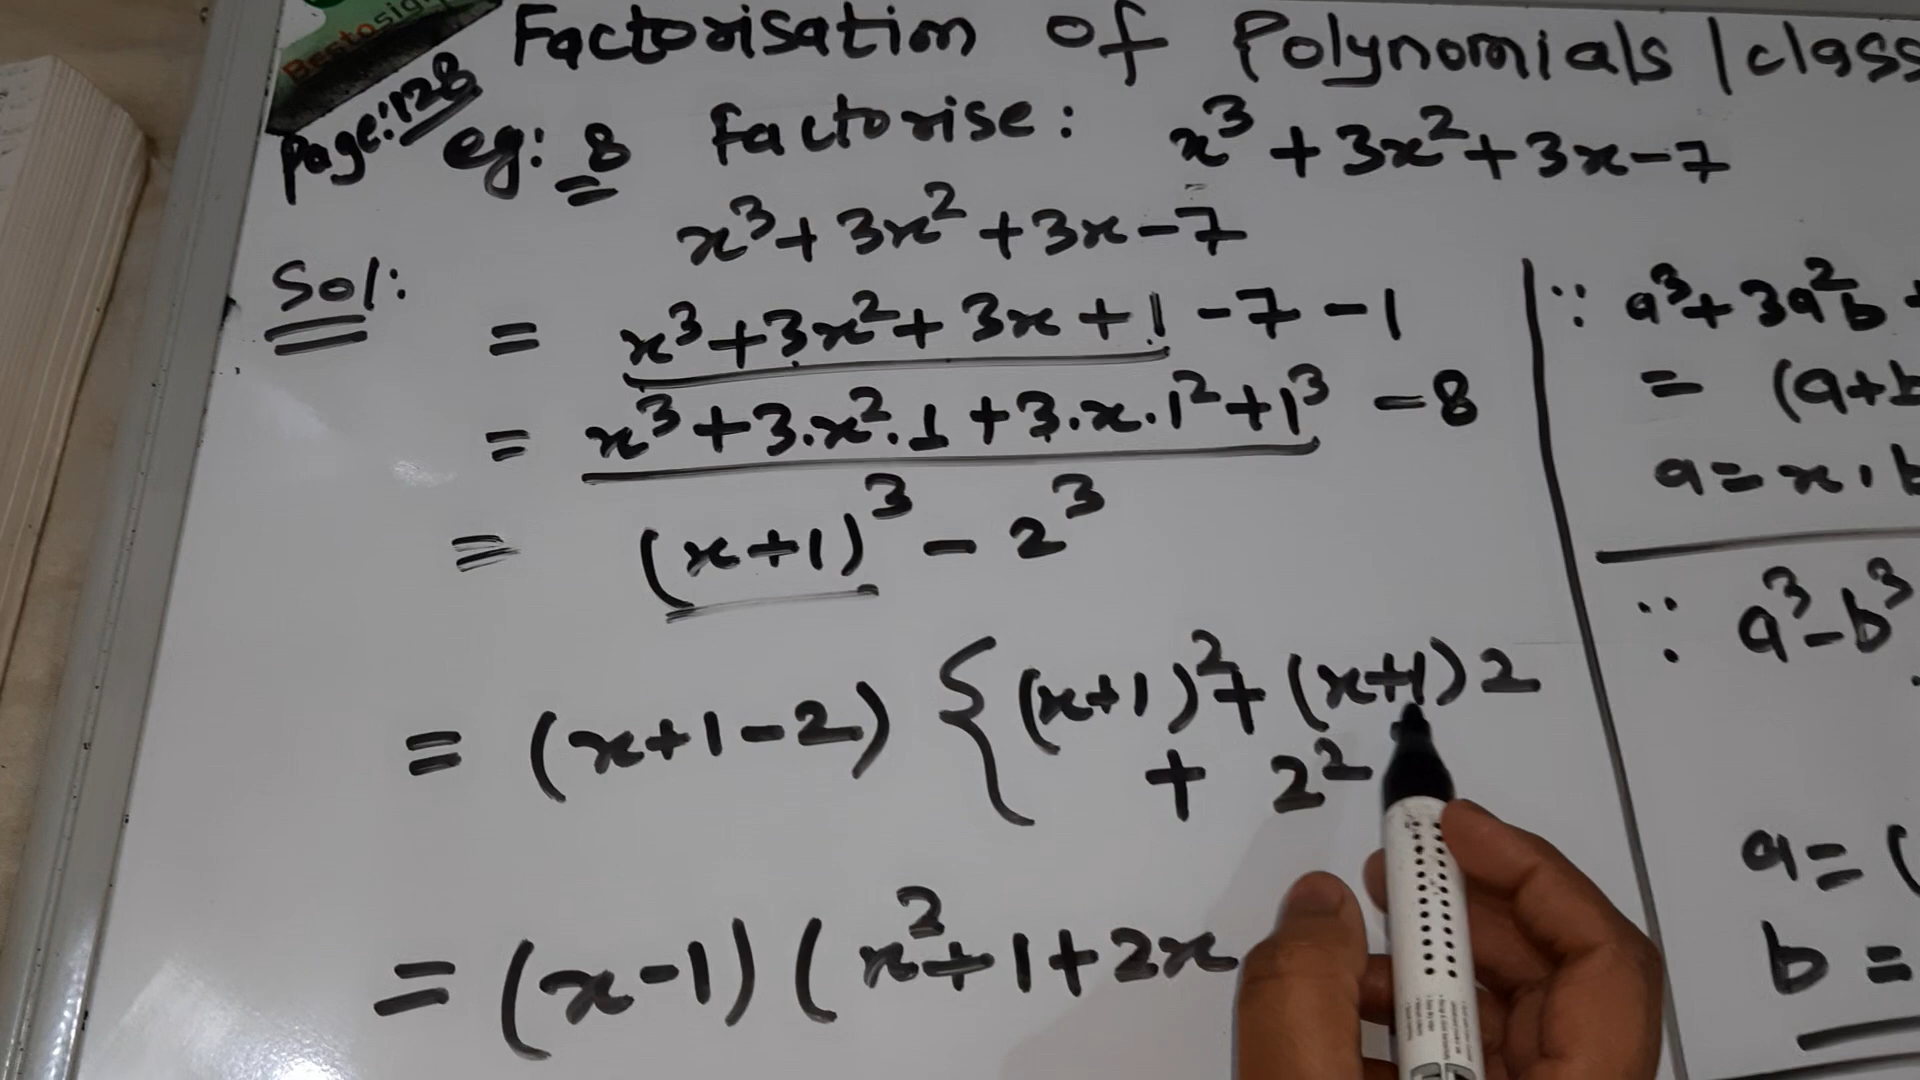 Factorisation of Polynomials / class
Page: 128
eg: 8 Factorise: x³ + 3x² + 3x - 7
Sol: x³ + 3x² + 3x - 7
= x³ + 3x² + 3x + 1 - 7 - 1
= x³ + 3.x².1 + 3.x.1² + 1³ - 8
= (x+1)³ - 2³
= (x+1-2) { (x+1)² + (x+1)2
+ 2²
= (x-1) ( x² + 1 + 2x
∵ a³ + 3a²b +
= (a+b
a = x, b
∵ a³ - b³
a = (
b =